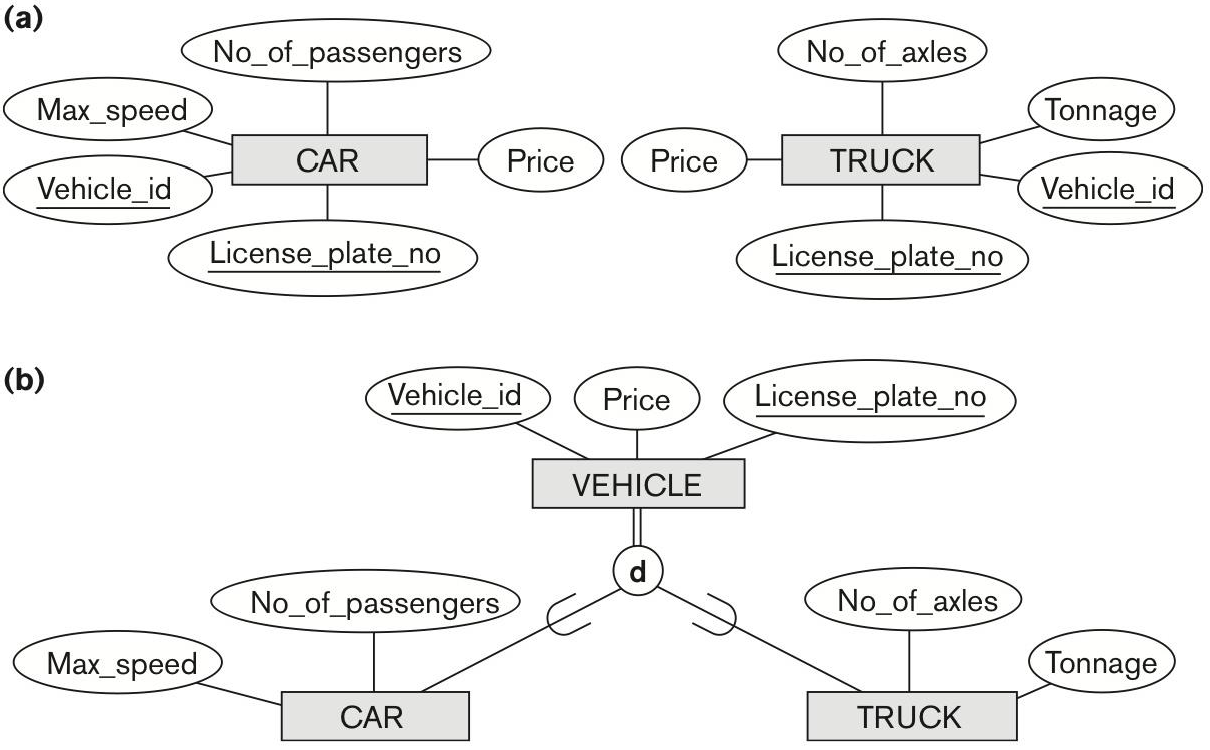 (a)
No_of_passengers
No_of_axles
Max_speed
Tonnage
CAR
Price
Price
TRUCK
Vehicle_id
Vehicle_id
License_plate_no
License_plate_no
(b)
Vehicle_id
Price
License_plate_no
VEHICLE
d
No_of_passengers
No_of_axles
Max_speed
Tonnage
CAR
TRUCK